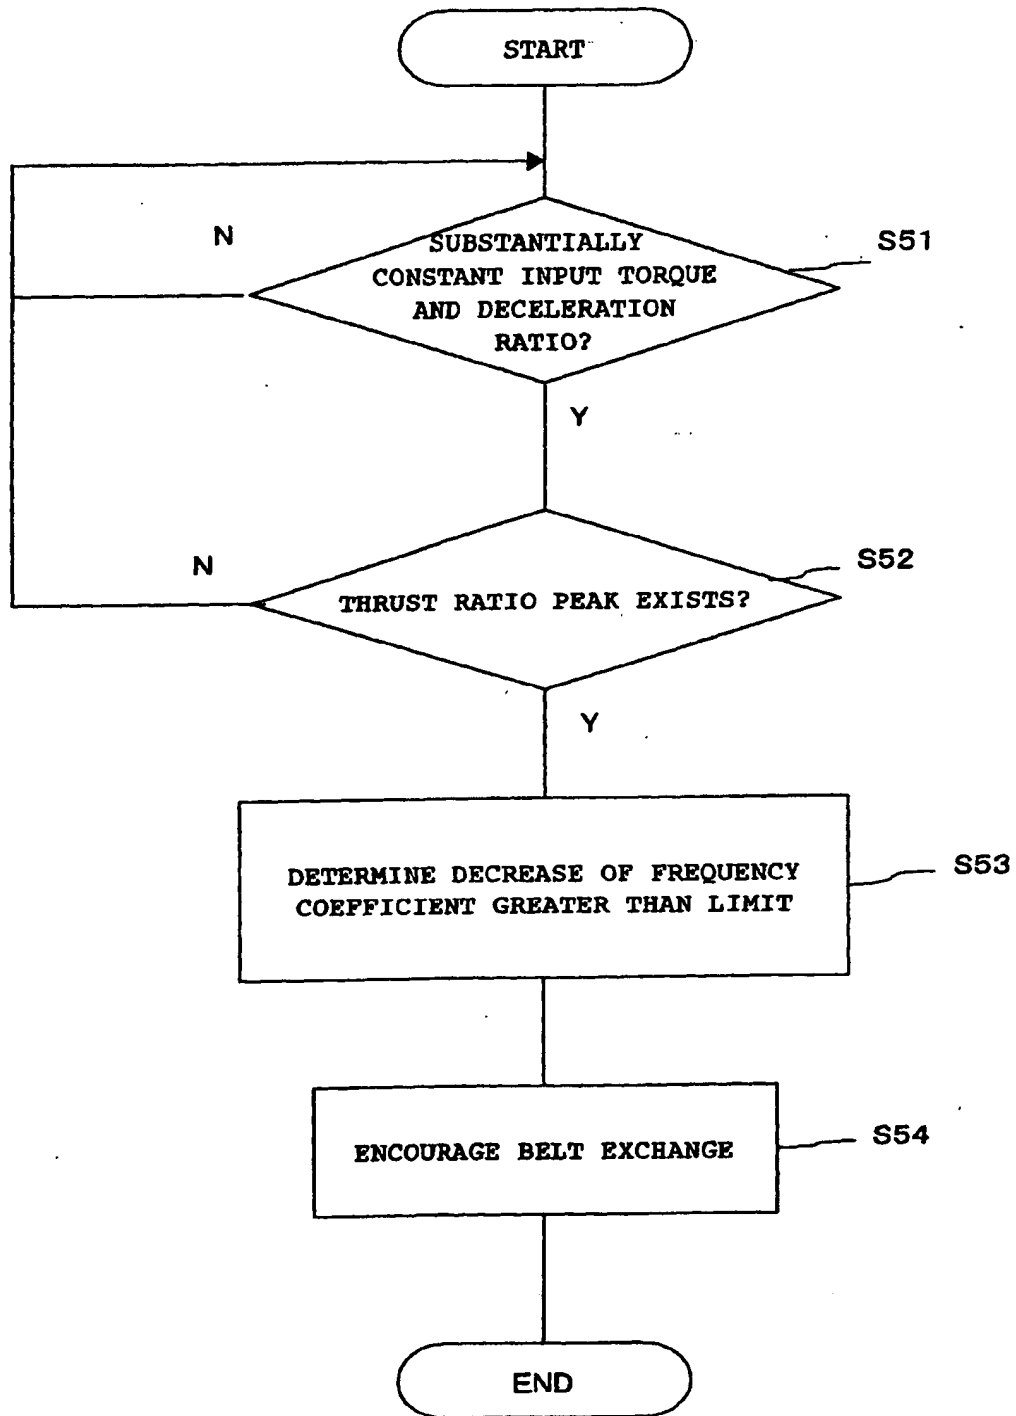 START
N
SUBSTANTIALLY
CONSTANT INPUT TORQUE
AND DECELERATION
RATIO?
S51
Y
N
THRUST RATIO PEAK EXISTS?
S52
Y
DETERMINE DECREASE OF FREQUENCY
COEFFICIENT GREATER THAN LIMIT
S53
ENCOURAGE BELT EXCHANGE
S54
END